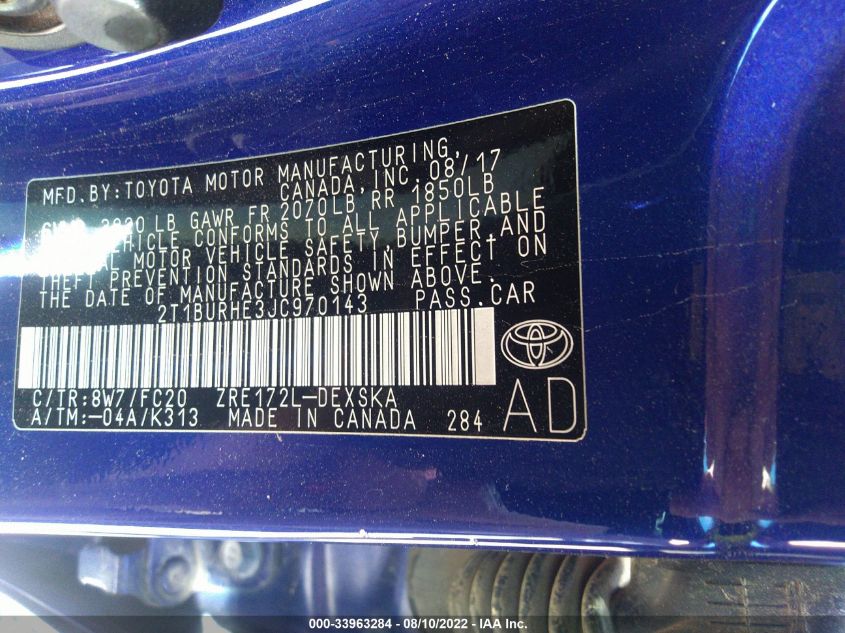 MFD.BY:TOYOTA MOTOR MANUFACTURING,
CANADA,INC. 08/17
LB GAWR FR 2070LB RR 1850LB
VEHICLE CONFORMS TO ALL APPLICABLE
MOTOR VEHICLE SAFETY,BUMPER,AND
THEFT PREVENTION STANDARDS IN EFFECT ON
THE DATE OF MANUFACTURE SHOWN ABOVE.
2T1BURHE3JC970143 PASS.CAR
C/TR:8W7/FC20 ZRE172L-DEXSKA
A/TM:-04A/K313 MADE IN CANADA 284
AD
000-33963284 - 08/10/2022 - IAA Inc.